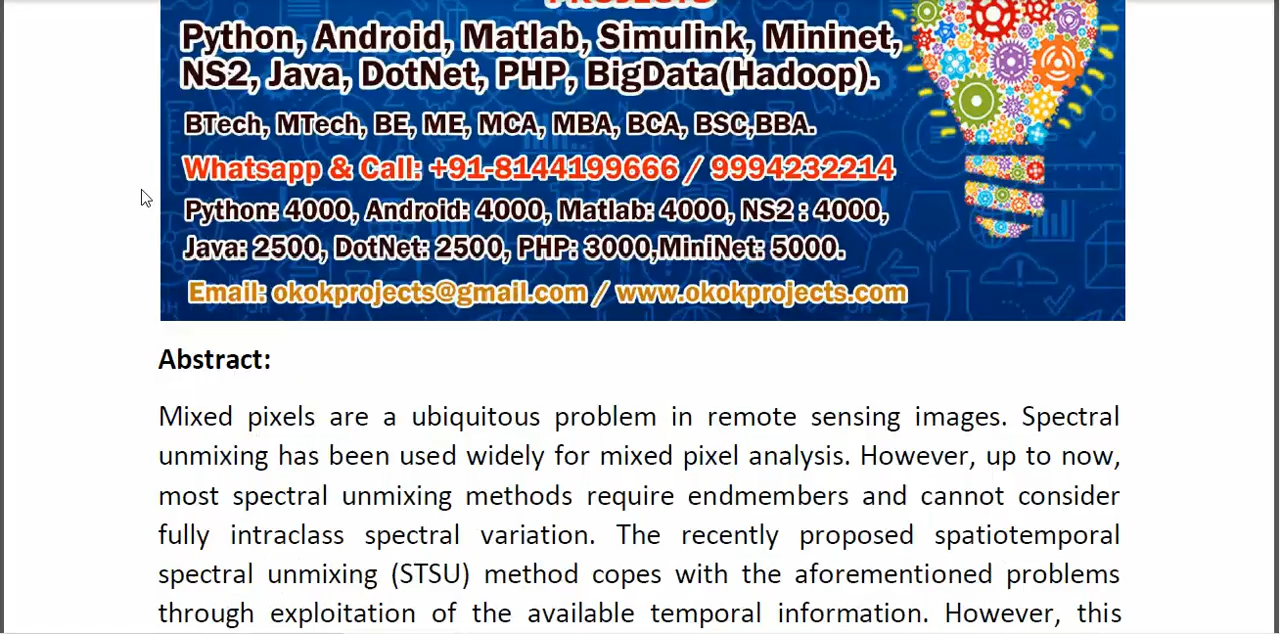 PROJECTS
Python, Android, Matlab, Simulink, Mininet,
NS2, Java, DotNet, PHP, BigData(Hadoop).
BTech, MTech, BE, ME, MCA, MBA, BCA, BSC,BBA.
Whatsapp & Call: +91-8144199666 / 9994232214
Python: 4000, Android: 4000, Matlab: 4000, NS2 : 4000,
Java: 2500, DotNet: 2500, PHP: 3000,MiniNet: 5000.
Email: okokprojects@gmail.com / www.okokprojects.com
Abstract:
Mixed pixels are a ubiquitous problem in remote sensing images. Spectral
unmixing has been used widely for mixed pixel analysis. However, up to now,
most spectral unmixing methods require endmembers and cannot consider
fully intraclass spectral variation. The recently proposed spatiotemporal
spectral unmixing (STSU) method copes with the aforementioned problems
through exploitation of the available temporal information. However, this